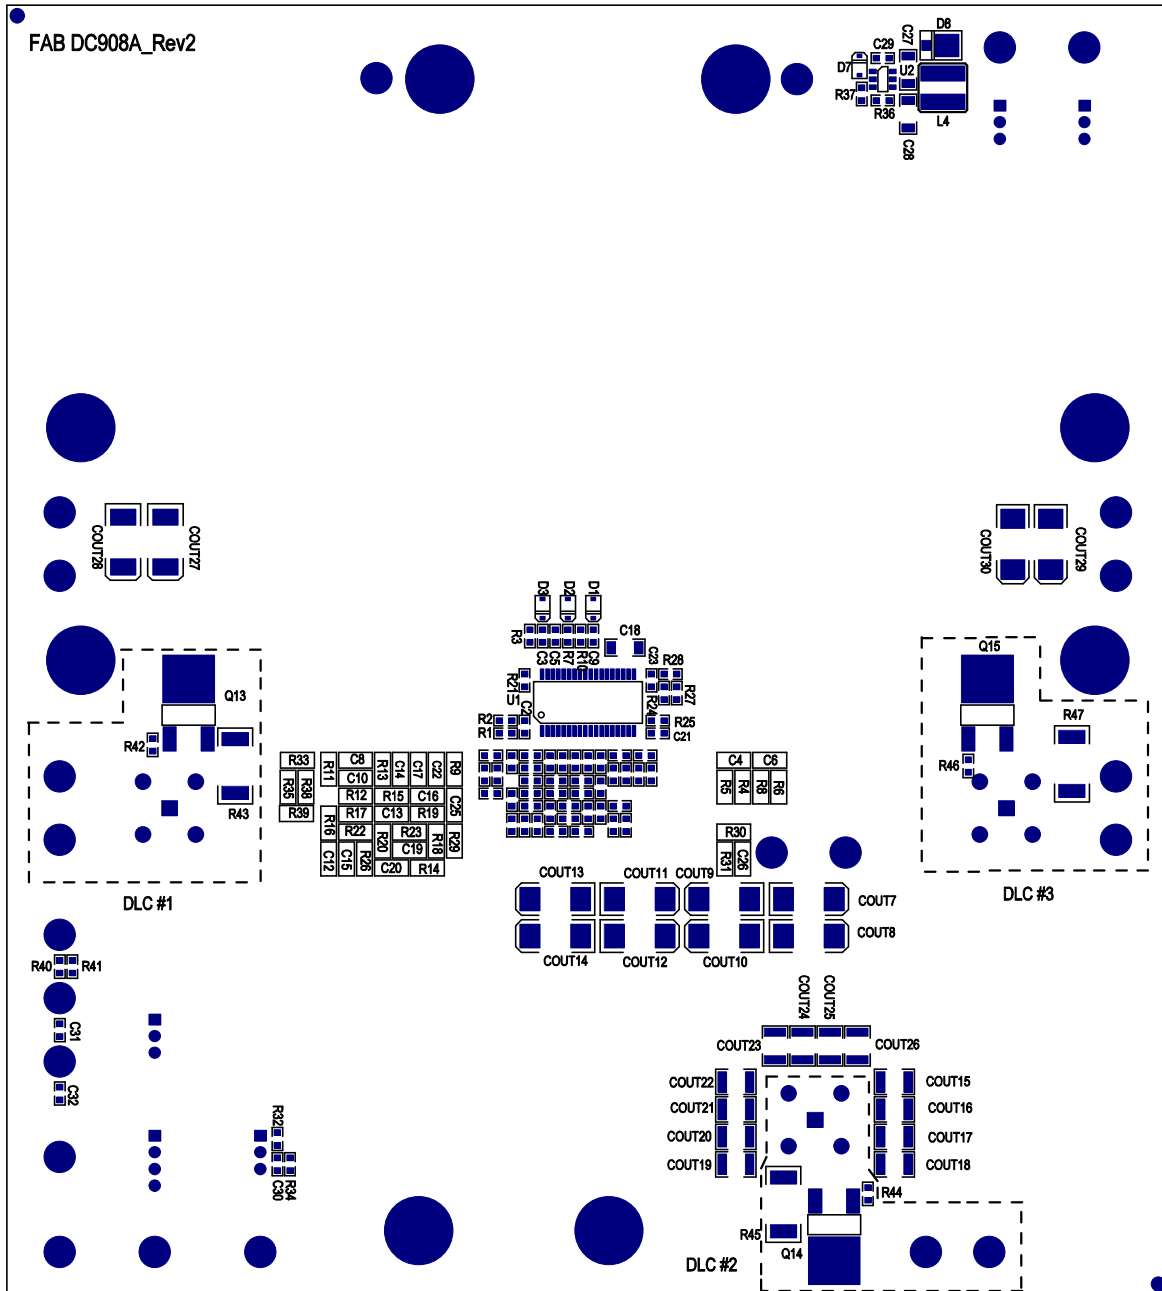 FAB DC908A_Rev2
D8
C27
C29
D7
U2
R37
R36
L4
C28
COUT28
COUT27
COUT30
COUT29
D3
D2
D1
R3
C3
C5
R7
R10
C9
C18
C23
R28
R21
U1
R27
R2
R1
C2
R24
R25
C21
Q13
R42
R43
DLC #1
Q15
R47
R46
DLC #3
R33
R35
R38
R39
R11
C8
C10
R12
R13
C14
C17
C22
R9
R15
C16
R17
C13
R19
C25
R16
R22
R20
R23
C19
R18
R29
C12
C15
R26
C20
R14
C4
C6
R5
R4
R8
R6
R30
R31
C26
COUT13
COUT11
COUT9
COUT7
COUT8
COUT14
COUT12
COUT10
R40
R41
C31
C32
R32
C30
R34
COUT24
COUT25
COUT23
COUT26
COUT22
COUT15
COUT21
COUT16
COUT20
COUT17
COUT19
COUT18
R44
R45
Q14
DLC #2